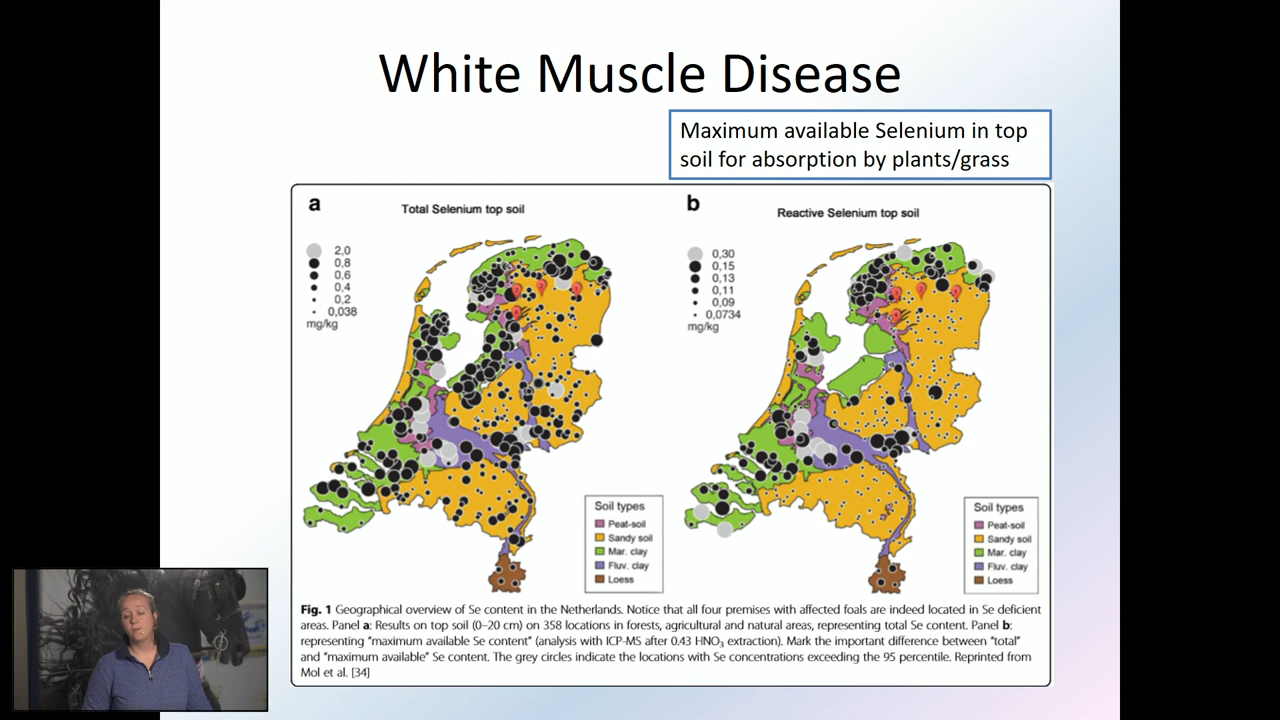 White Muscle Disease
Maximum available Selenium in top
soil for absorption by plants/grass
a
Total Selenium top soil
2,0
0,8
0,6
0,4
0,2
0,038
mg/kg
Soil types
Peat-soil
Sandy soil
Mar. clay
Fluv. clay
Loess
b
Reactive Selenium top soil
0,30
0,15
0,13
0,11
0,09
0,0734
mg/kg
Soil types
Peat-soil
Sandy soil
Mar. clay
Fluv. clay
Loess
Fig. 1 Geographical overview of Se content in the Netherlands. Notice that all four premises with affected foals are indeed located in Se deficient
areas. Panel a: Results on top soil (0–20 cm) on 358 locations in forests, agricultural and natural areas, representing total Se content. Panel b:
representing “maximum available Se content” (analysis with ICP-MS after 0.43 HNO3 extraction). Mark the important difference between “total”
and “maximum available” Se content. The grey circles indicate the locations with Se concentrations exceeding the 95 percentile. Reprinted from
Mol et al. [34]